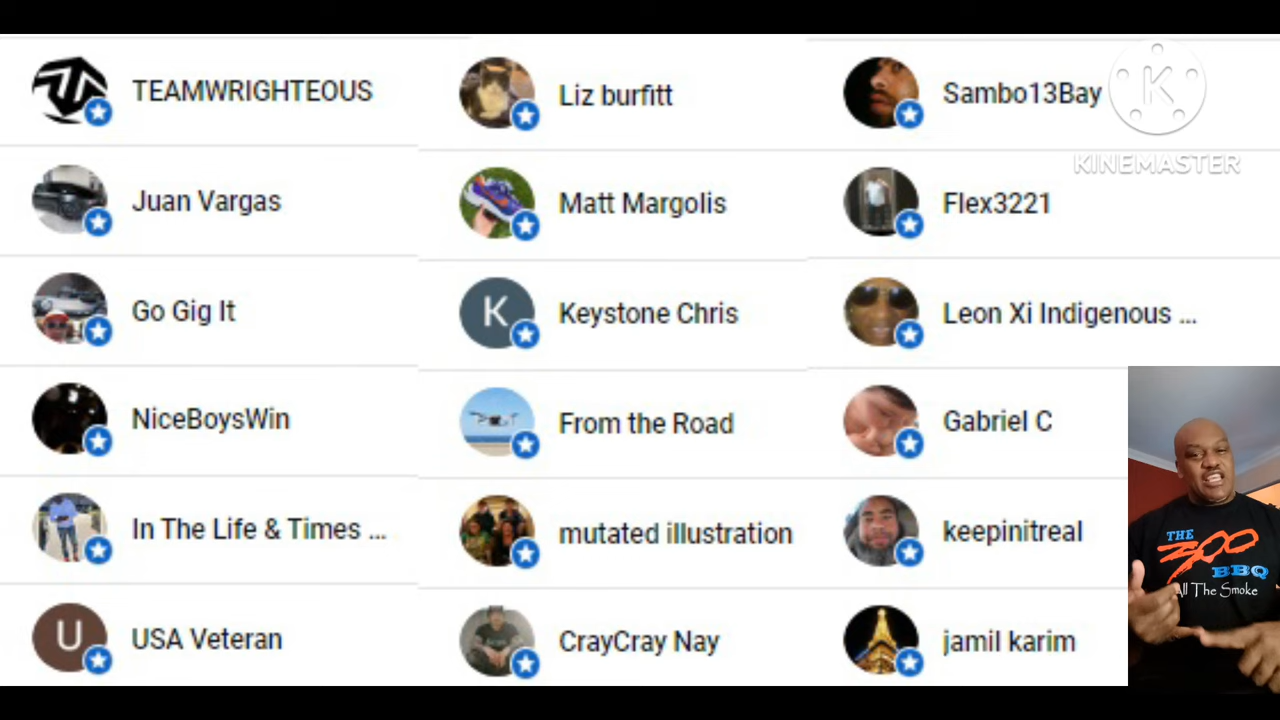 TEAMWRIGHTEOUS
Juan Vargas
Go Gig It
NiceBoysWin
In The Life & Times ...
U
USA Veteran
Liz burfitt
Matt Margolis
K
Keystone Chris
From the Road
mutated illustration
CrayCray Nay
Sambo13Bay
Flex3221
Leon Xi Indigenous ...
Gabriel C
keepinitreal
jamil karim
K
KINEMASTER
THE
300
BBQ
All The Smoke